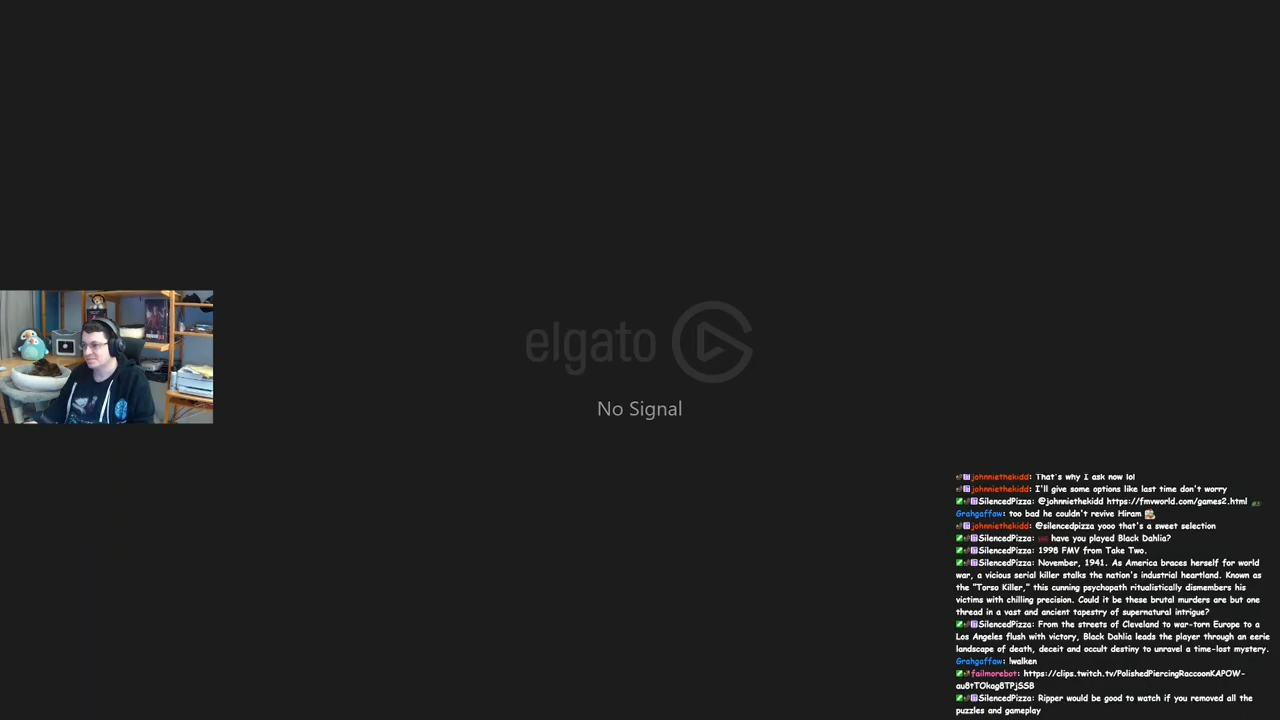 elgato
No Signal
johnniethekidd: That's why I ask now lol
johnniethekidd: I'll give some options like last time don't worry
SilencedPizza: @johnniethekidd https://fmvworld.com/games2.html
Grahgaffaw: too bad he couldn't revive Hiram
johnniethekidd: @silencedpizza yooo that's a sweet selection
SilencedPizza: have you played Black Dahlia?
SilencedPizza: 1998 FMV from Take Two.
SilencedPizza: November, 1941. As America braces herself for world
war, a vicious serial killer stalks the nation's industrial heartland. Known as
the "Torso Killer," this cunning psychopath ritualistically dismembers his
victims with chilling precision. Could it be these brutal murders are but one
thread in a vast and ancient tapestry of supernatural intrigue?
SilencedPizza: From the streets of Cleveland to war-torn Europe to a
Los Angeles flush with victory, Black Dahlia leads the player through an eerie
landscape of death, deceit and occult destiny to unravel a time-lost mystery.
Grahgaffaw: !walken
failmorebot: https://clips.twitch.tv/PolishedPiercingRaccoonKAPOW-
au8tTOkag8TPjSSB
SilencedPizza: Ripper would be good to watch if you removed all the
puzzles and gameplay